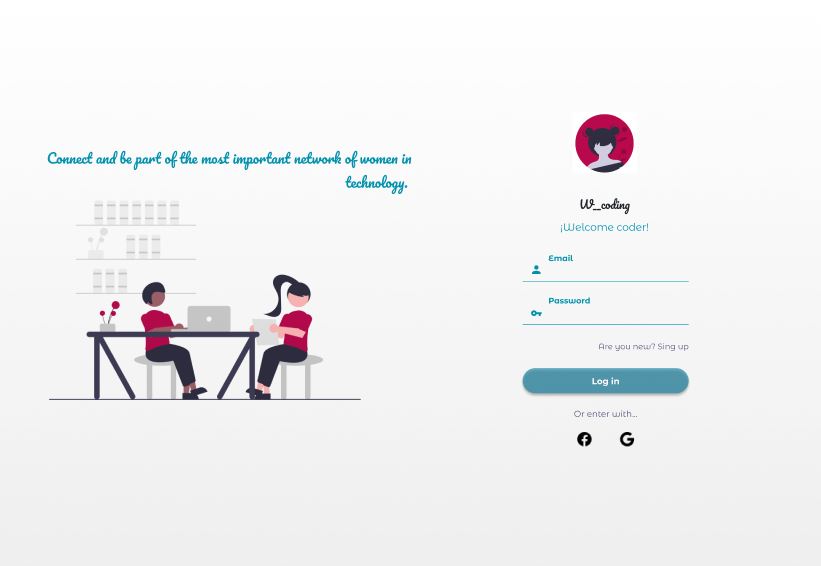 Connect and be part of the most important network of women in
technology.
W_coding
¡Welcome coder!
Email
Password
Are you new? Sing up
Log in
Or enter with...